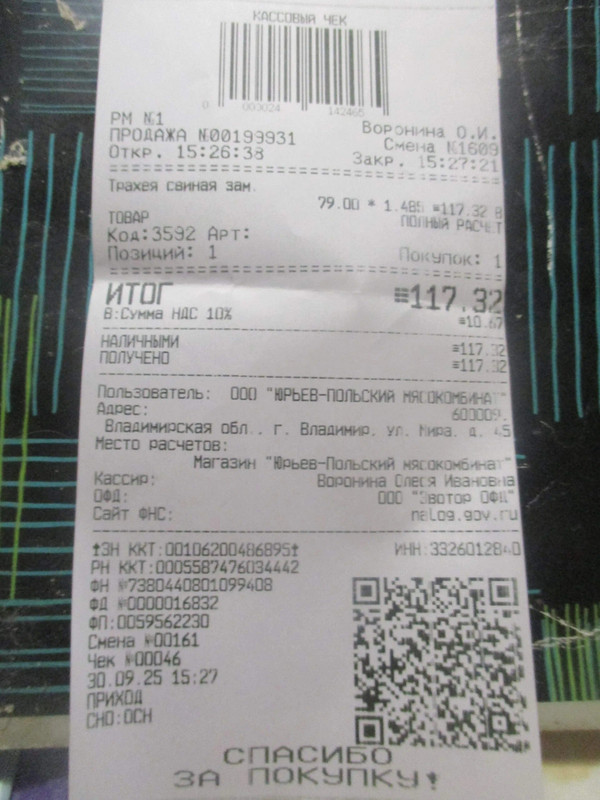 КАССОВЫЙ ЧЕК
0 000024 142465
РМ №1
Воронина О.И.
ПРОДАЖА №00199931
Смена №1609
Откр. 15:26:38
Закр. 15:27:21
Трахея свиная зам.
79.00 * 1.485 =117.32 В
ТОВАР
ПОЛНЫЙ РАСЧЕТ
Код:3592 Арт:
Позиций: 1
Покупок: 1
ИТОГ
=117.32
В:Сумма НДС 10%
=10.67
НАЛИЧНЫМИ
=117.32
ПОЛУЧЕНО
=117.32
Пользователь: ООО "ЮРЬЕВ-ПОЛЬСКИЙ МЯСОКОМБИНАТ"
Адрес: 600009,
Владимирская обл., г. Владимир, ул. Мира, д. 45
Место расчетов:
Магазин "Юрьев-Польский мясокомбинат"
Кассир: Воронина Олеся Ивановна
ОФД: ООО "Эвотор ОФД"
Сайт ФНС: nalog.gov.ru
*ЗН ККТ:00106200486895*
ИНН:3326012840
РН ККТ:0005587476034442
ФН №7380440801099408
ФД №0000016832
ФП:0059562230
Смена №00161
Чек №00046
30.09.25 15:27
ПРИХОД
СНО:ОСН
СПАСИБО
ЗА ПОКУПКУ!